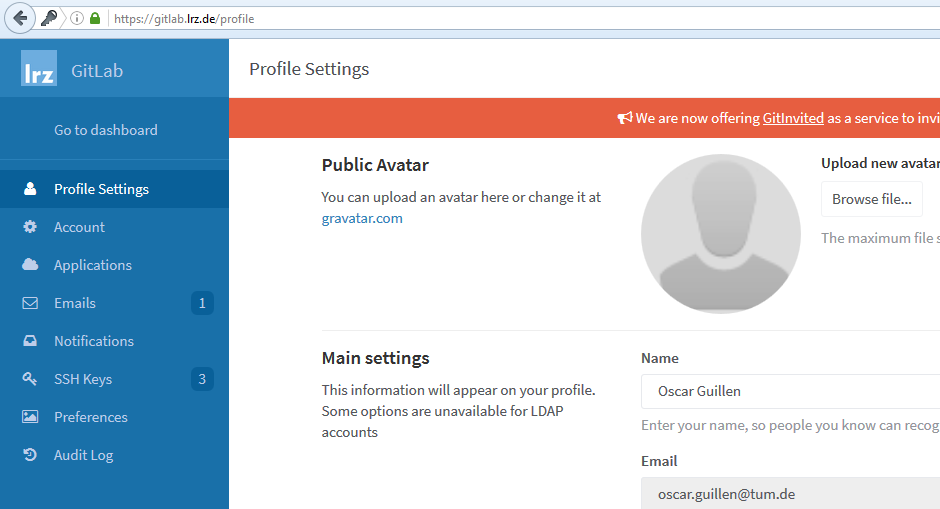 https://gitlab.lrz.de/profile
lrz GitLab
Go to dashboard
Profile Settings
Account
Applications
Emails 1
Notifications
SSH Keys 3
Preferences
Audit Log
Profile Settings
We are now offering GitInvited as a service to invi
Public Avatar
You can upload an avatar here or change it at
gravatar.com
Upload new avatar
Browse file...
The maximum file s
Main settings
This information will appear on your profile.
Some options are unavailable for LDAP
accounts
Name
Oscar Guillen
Enter your name, so people you know can recog
Email
oscar.guillen@tum.de